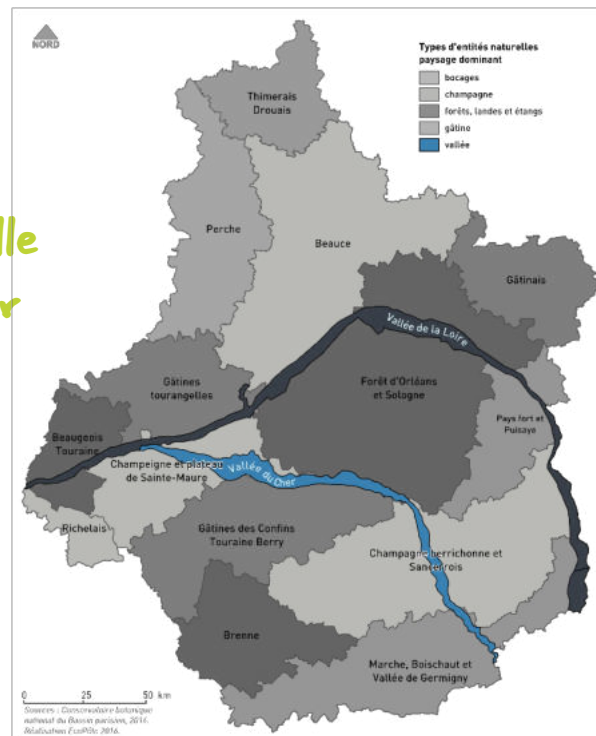 NORD
Types d'entités naturelles
paysage dominant
bocages
champagne
forêts, landes et étangs
gâtine
vallée
Thimerais
Drouais
Perche
Beauce
lle
r
Gâtinais
Vallée de la Loire
Gâtines
tourangelles
Forêt d'Orléans
et Sologne
Pays fort et
Puisaye
Beaugeois
Touraine
Champeigne et plateau
de Sainte-Maure
Vallée du Cher
Richelais
Gâtines des Confins
Touraine Berry
Champagne berrichonne et
Sancerrois
Brenne
Marche, Boischaut et
Vallée de Germigny
0 25 50 km
Sources : Conservatoire botanique
national du Bassin parisien, 2014.
Réalisation EcoPôle 2016.